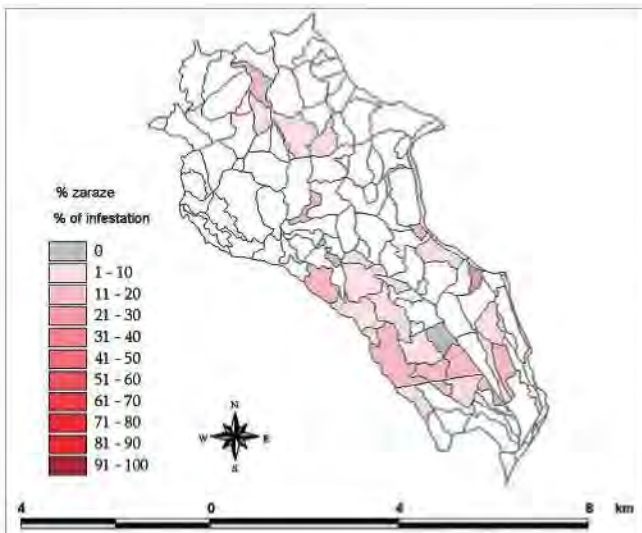 % zaraze
% of infestation
0
1 - 10
11 - 20
21 - 30
31 - 40
41 - 50
51 - 60
61 - 70
71 - 80
81 - 90
91 - 100
N
W E
S
4 0 4 8 km